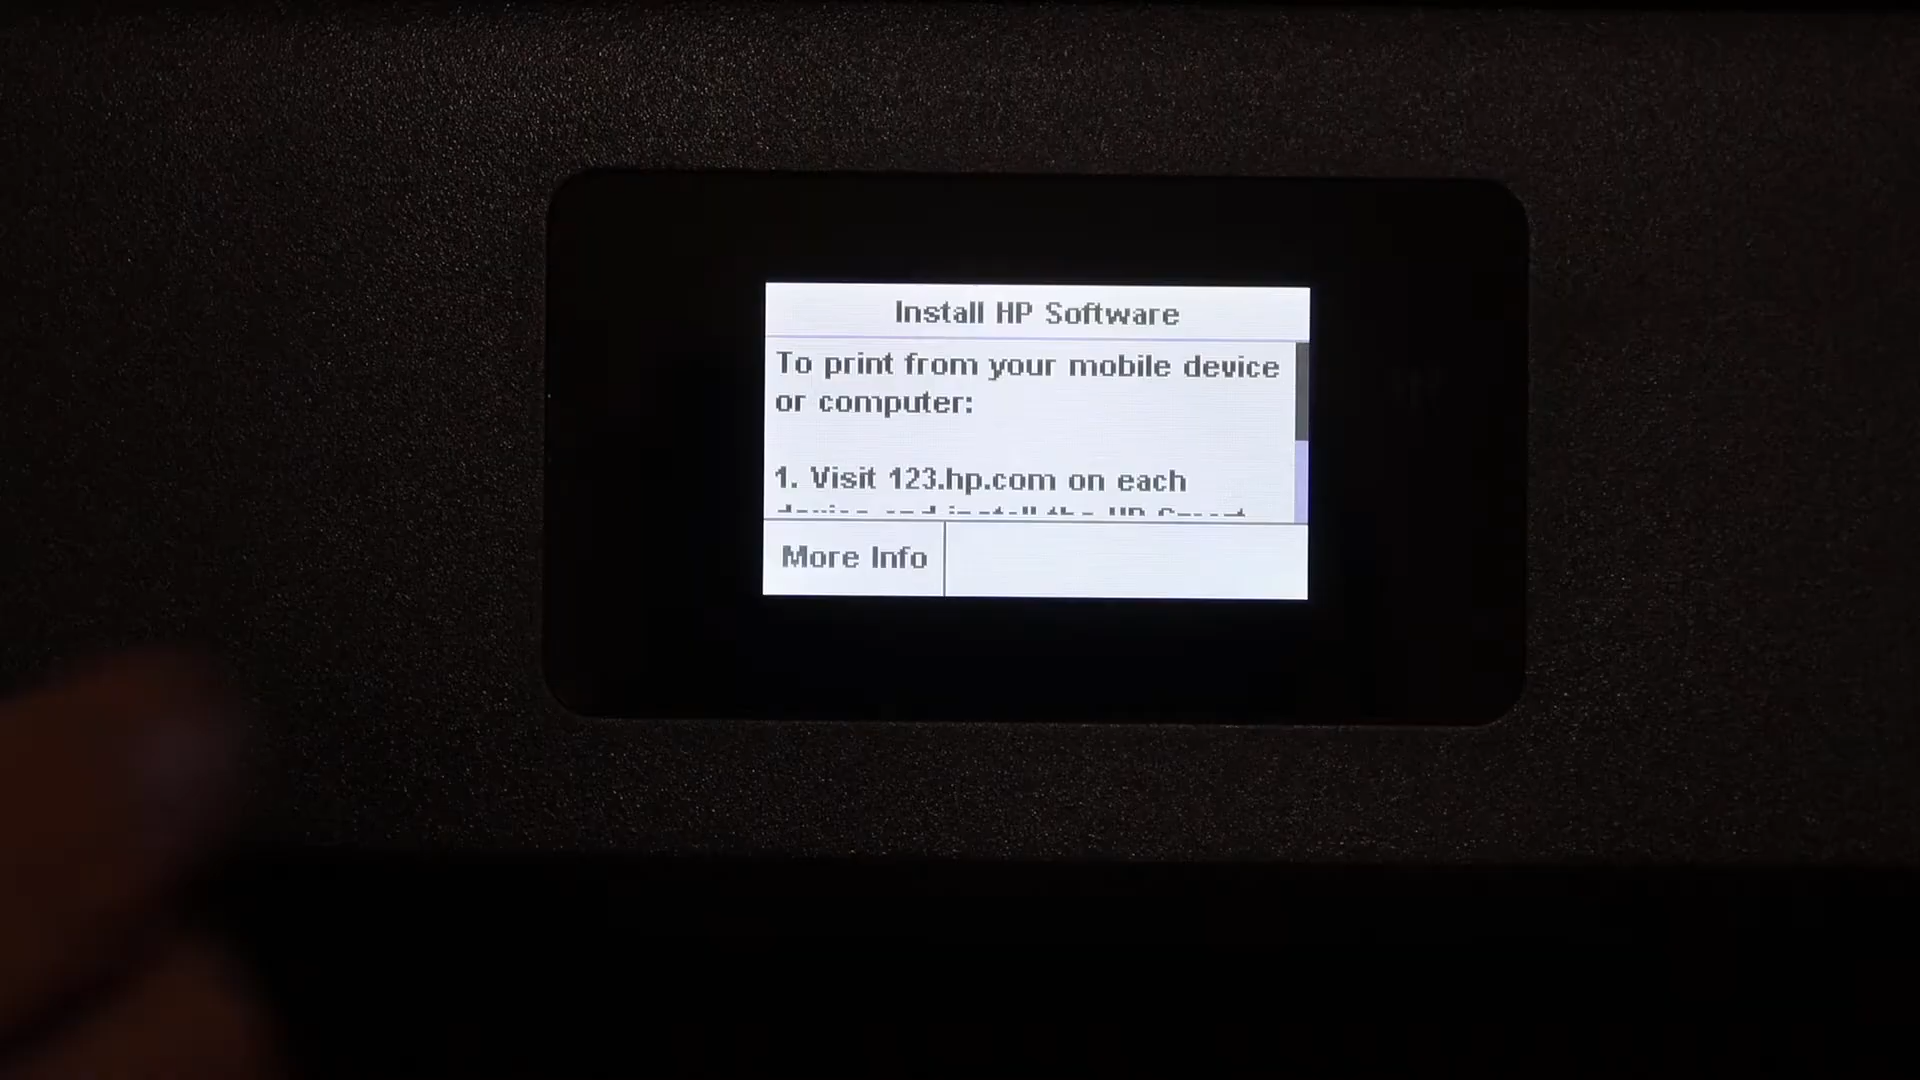 Install HP Software
To print from your mobile device
or computer:
1. Visit 123.hp.com on each
More Info